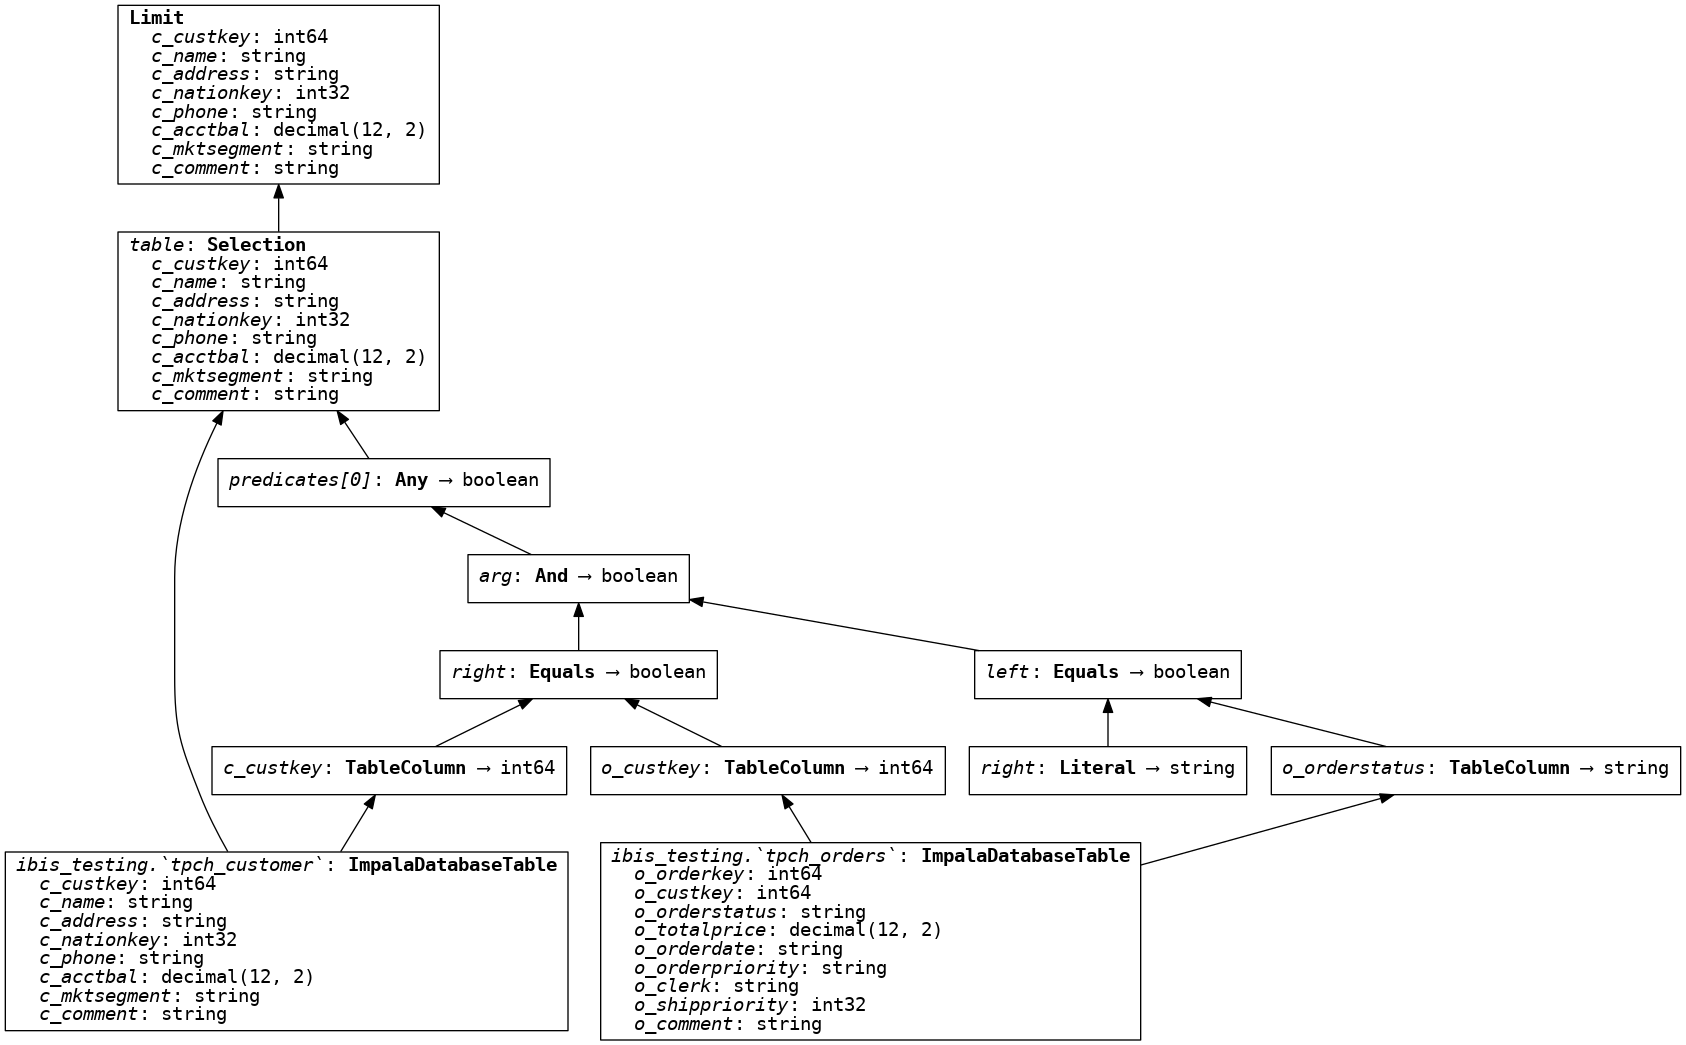 Limit
c_custkey: int64
c_name: string
c_address: string
c_nationkey: int32
c_phone: string
c_acctbal: decimal(12, 2)
c_mktsegment: string
c_comment: string
table: Selection
c_custkey: int64
c_name: string
c_address: string
c_nationkey: int32
c_phone: string
c_acctbal: decimal(12, 2)
c_mktsegment: string
c_comment: string
predicates[0]: Any → boolean
arg: And → boolean
right: Equals → boolean
left: Equals → boolean
c_custkey: TableColumn → int64
o_custkey: TableColumn → int64
right: Literal → string
o_orderstatus: TableColumn → string
ibis_testing.`tpch_customer`: ImpalaDatabaseTable
c_custkey: int64
c_name: string
c_address: string
c_nationkey: int32
c_phone: string
c_acctbal: decimal(12, 2)
c_mktsegment: string
c_comment: string
ibis_testing.`tpch_orders`: ImpalaDatabaseTable
o_orderkey: int64
o_custkey: int64
o_orderstatus: string
o_totalprice: decimal(12, 2)
o_orderdate: string
o_orderpriority: string
o_clerk: string
o_shippriority: int32
o_comment: string